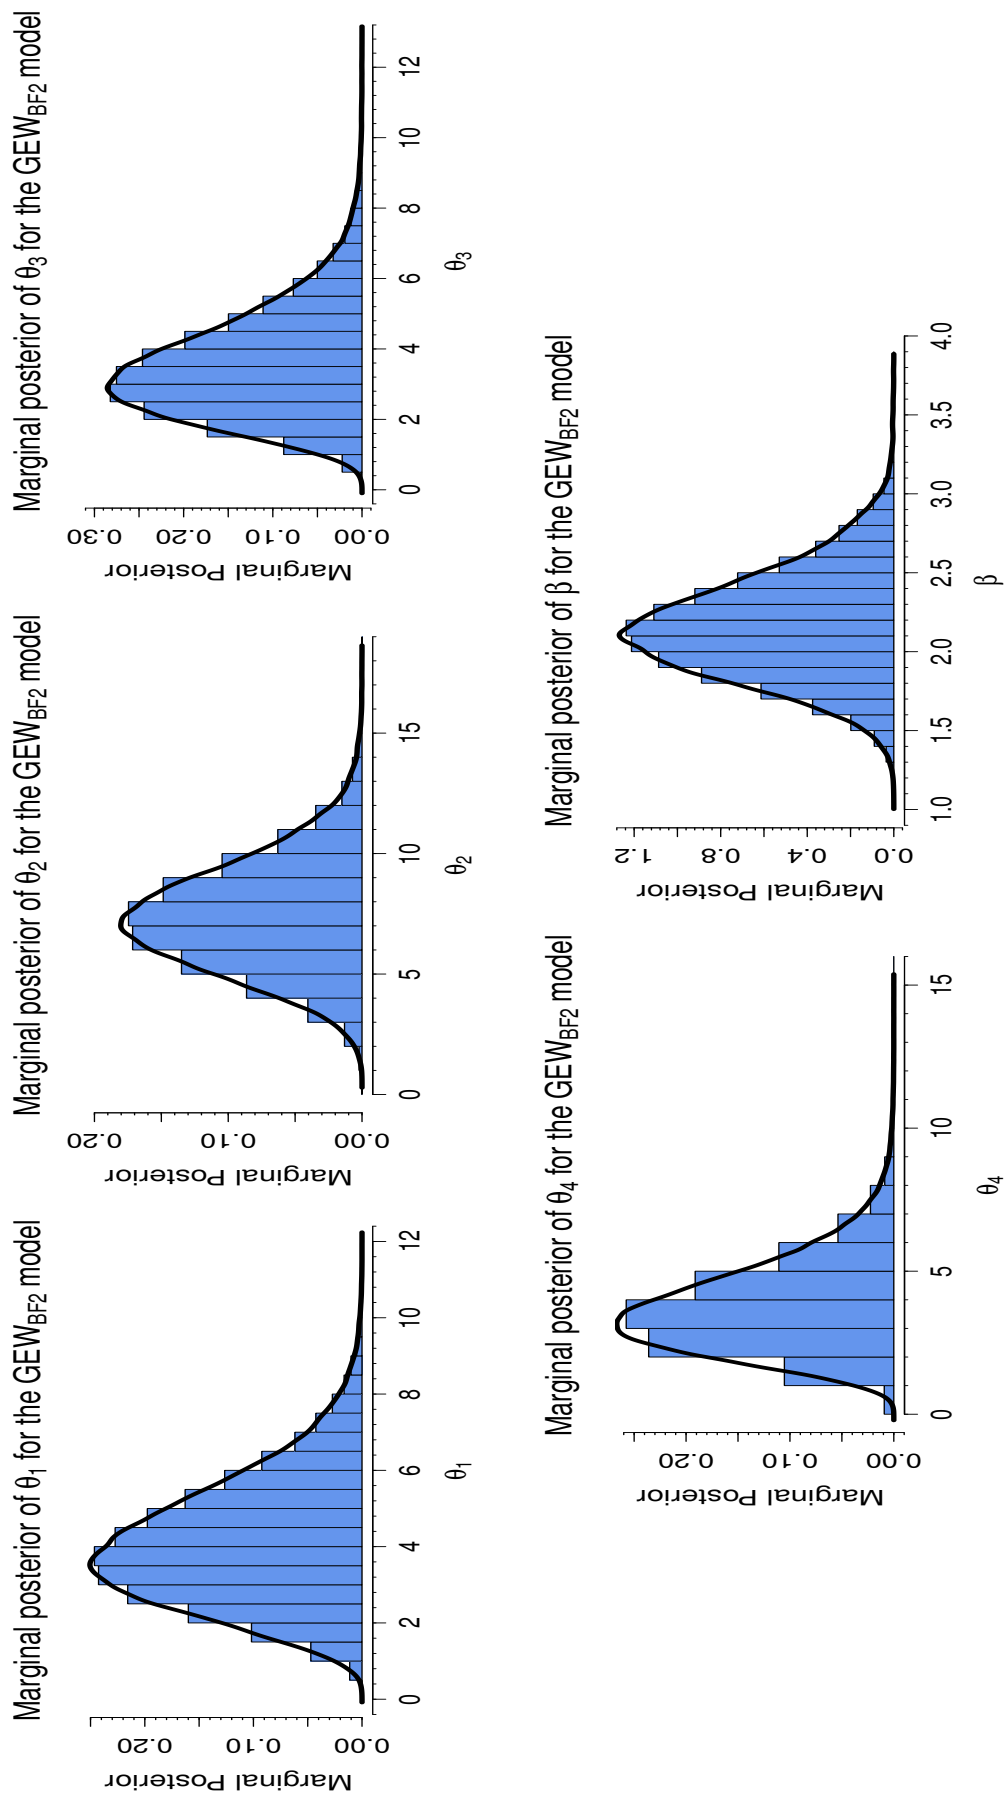 Marginal posterior of θ1 for the GEWBF2 model
Marginal Posterior
0.00 0.10 0.20
0 2 4 6 8 10 12
θ1
Marginal posterior of θ2 for the GEWBF2 model
Marginal Posterior
0.00 0.10 0.20
0 5 10 15
θ2
Marginal posterior of θ3 for the GEWBF2 model
Marginal Posterior
0.00 0.10 0.20 0.30
0 2 4 6 8 10 12
θ3
Marginal posterior of θ4 for the GEWBF2 model
Marginal Posterior
0.00 0.10 0.20
0 5 10 15
θ4
Marginal posterior of β for the GEWBF2 model
Marginal Posterior
0.0 0.4 0.8 1.2
1.0 1.5 2.0 2.5 3.0 3.5 4.0
β